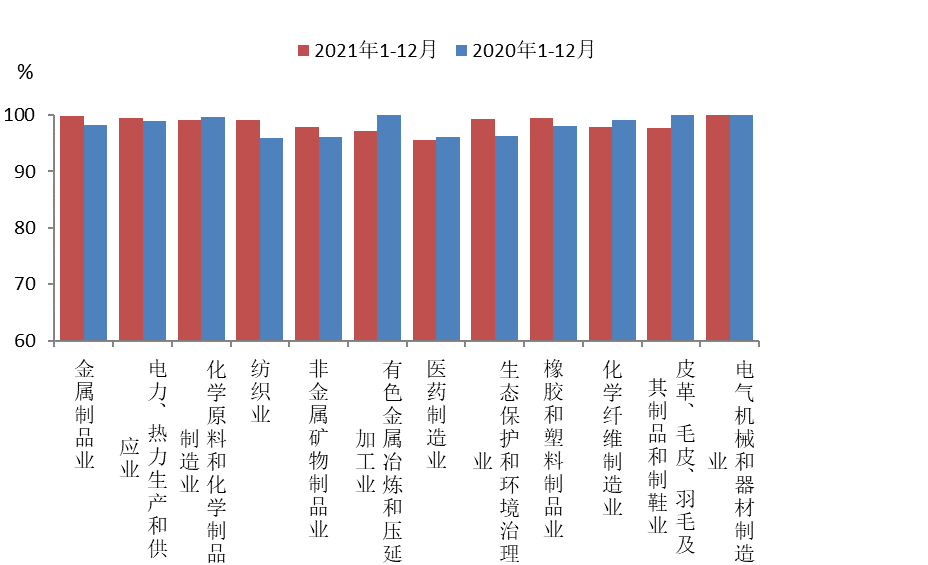 2021年1-12月 2020年1-12月
%
100
90
80
70
60
金属制品业
电力、热力生产和供
应业
化学原料和化学制品
制造业
纺织业
非金属矿物制品业
有色金属冶炼和压延
加工业
医药制造业
生态保护和环境治理
业
橡胶和塑料制品业
化学纤维制造业
皮革、毛皮、羽毛及
其制品和制鞋业
电气机械和器材制造
业